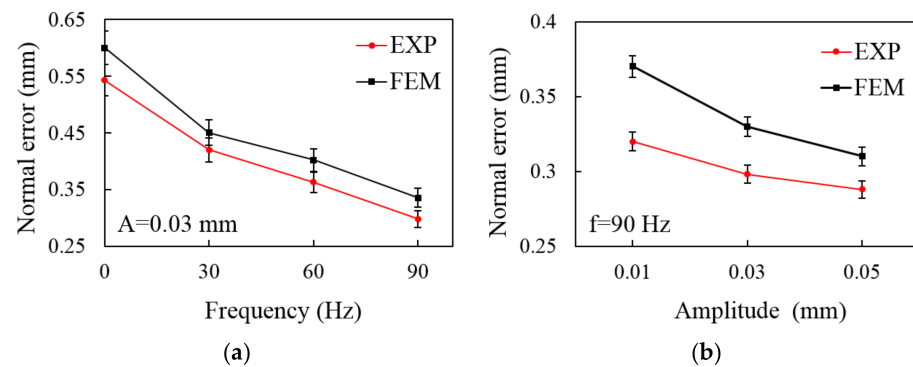 (a)
0.65
0.55
0.45
0.35
0.25
Normal error (mm)
EXP
FEM
A=0.03 mm
0
30
60
90
Frequency (Hz)
(b)
0.4
0.35
0.3
0.25
Normal error (mm)
EXP
FEM
f=90 Hz
0.01
0.03
0.05
Amplitude (mm)